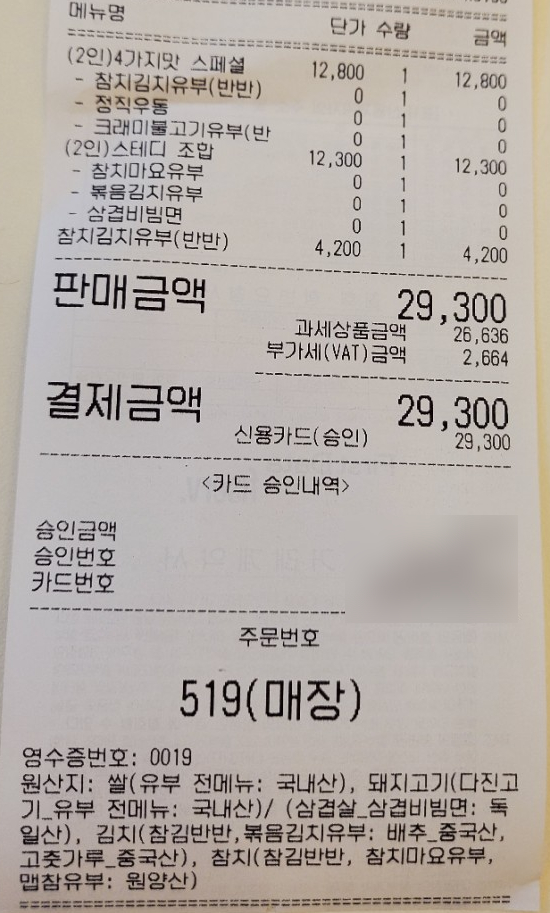 메뉴명 단가 수량 금액
(2인)4가지맛 스페셜 12,800 1 12,800
- 참치김치유부(반반) 0 1 0
- 정직우동 0 1 0
- 크래미불고기유부(반 0 1 0
(2인)스테디 조합 12,300 1 12,300
- 참치마요유부 0 1 0
- 볶음김치유부 0 1 0
- 삼겹비빔면 0 1 0
참치김치유부(반반) 4,200 1 4,200
판매금액 29,300
과세상품금액 26,636
부가세(VAT)금액 2,664
결제금액 29,300
신용카드(승인) 29,300
<카드 승인내역>
승인금액
승인번호
카드번호
주문번호
519(매장)
영수증번호: 0019
원산지: 쌀(유부 전메뉴: 국내산), 돼지고기(다진고
기_유부 전메뉴: 국내산)/ (삼겹살_삼겹비빔면: 독
일산), 김치(참김반반,볶음김치유부: 배추_중국산,
고춧가루_중국산), 참치(참김반반, 참치마요유부,
맵참유부: 원양산)